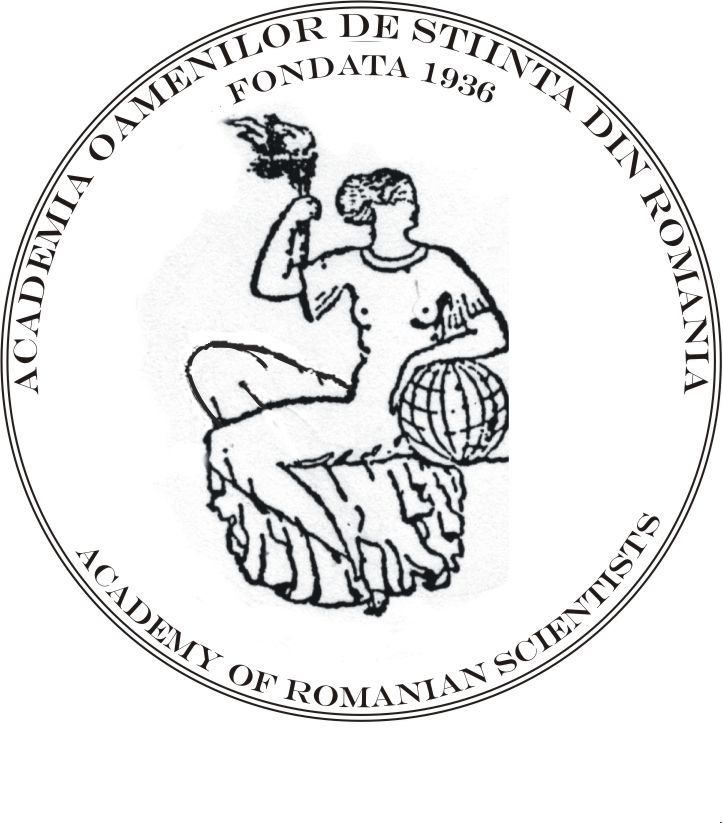 ACADEMIA OAMENILOR DE STIINTA DIN ROMANIA
FONDATA 1936
ACADEMY OF ROMANIAN SCIENTISTS